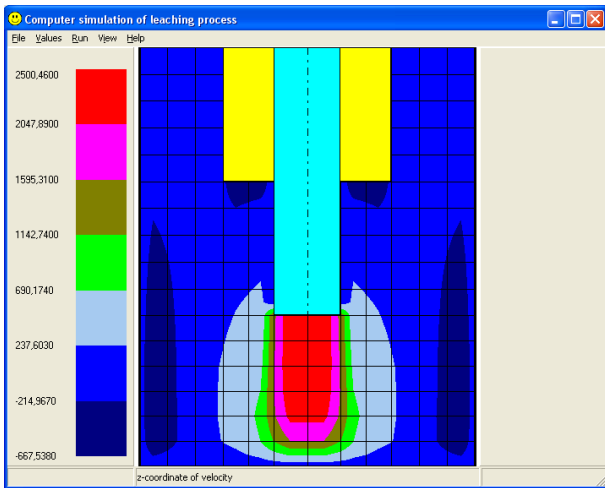 Computer simulation of leaching process
File Values Run View Help
2500,4600
2047,8900
1595,3100
1142,7400
690,1740
237,6030
-214,9670
-667,5380
z-coordinate of velocity